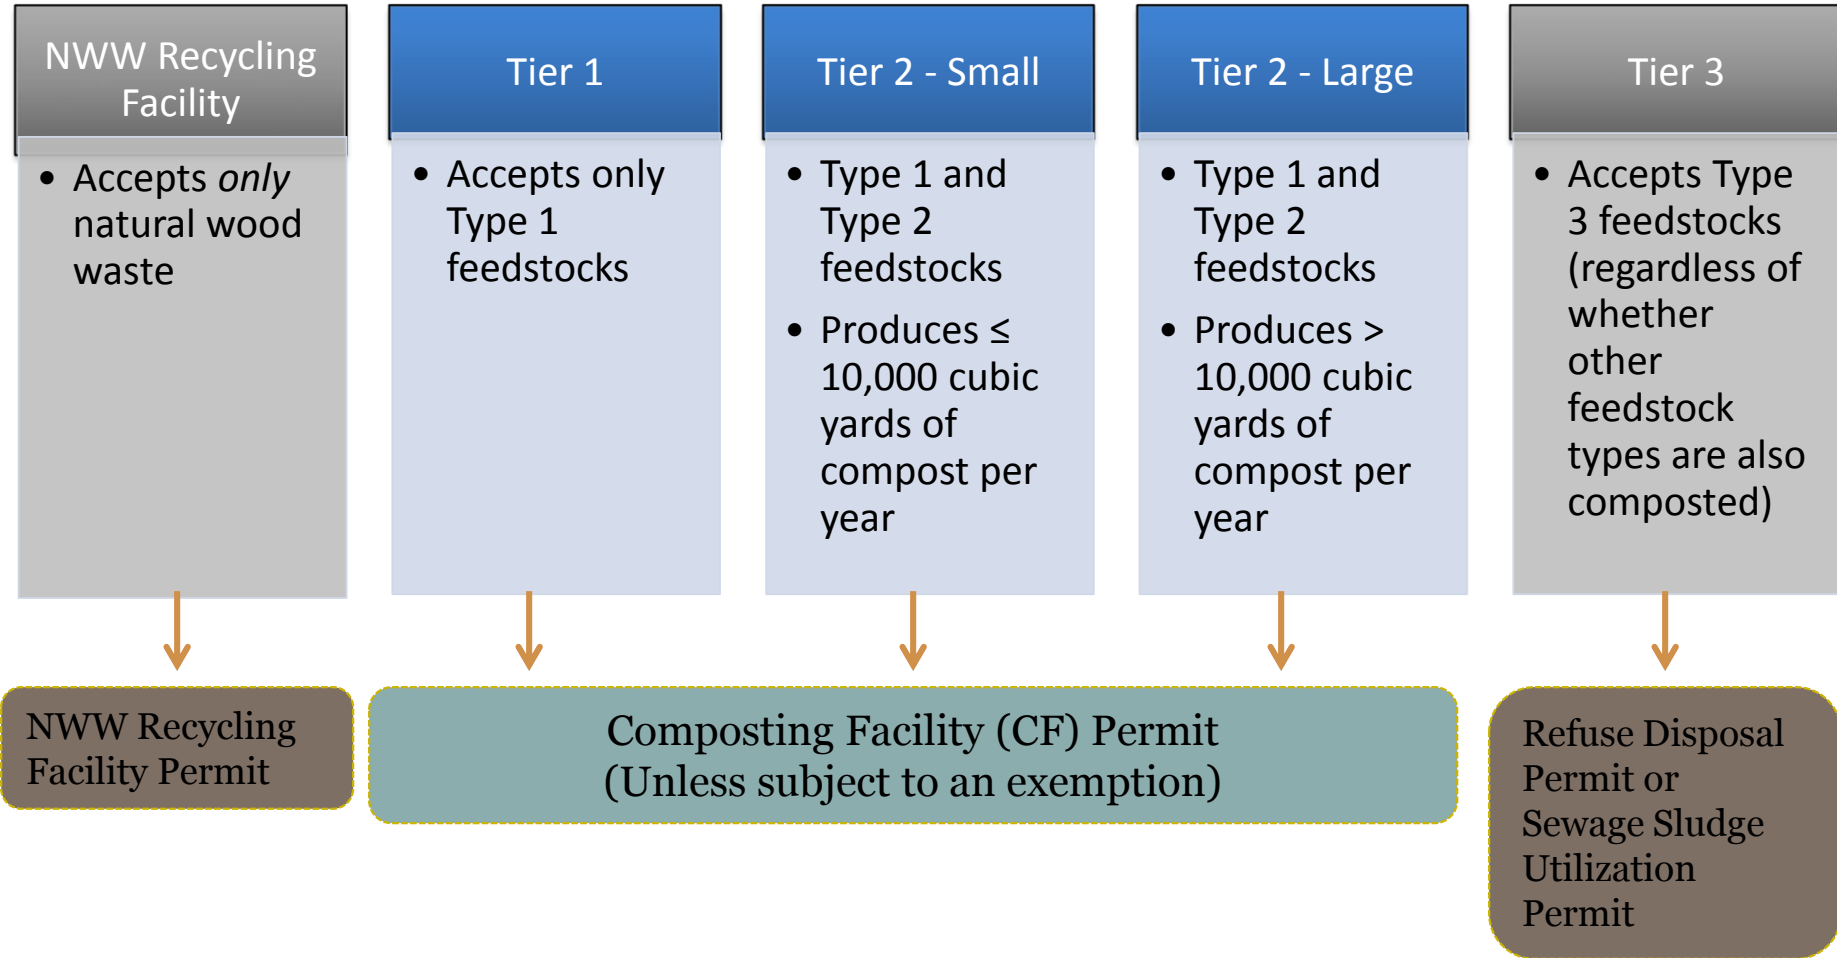 NWW Recycling
Facility
• Accepts only
natural wood
waste
Tier 1
• Accepts only
Type 1
feedstocks
Tier 2 - Small
• Type 1 and
Type 2
feedstocks
• Produces ≤
10,000 cubic
yards of
compost per
year
Tier 2 - Large
• Type 1 and
Type 2
feedstocks
• Produces >
10,000 cubic
yards of
compost per
year
Tier 3
• Accepts Type
3 feedstocks
(regardless of
whether
other
feedstock
types are also
composted)
NWW Recycling
Facility Permit
Composting Facility (CF) Permit
(Unless subject to an exemption)
Refuse Disposal
Permit or
Sewage Sludge
Utilization
Permit